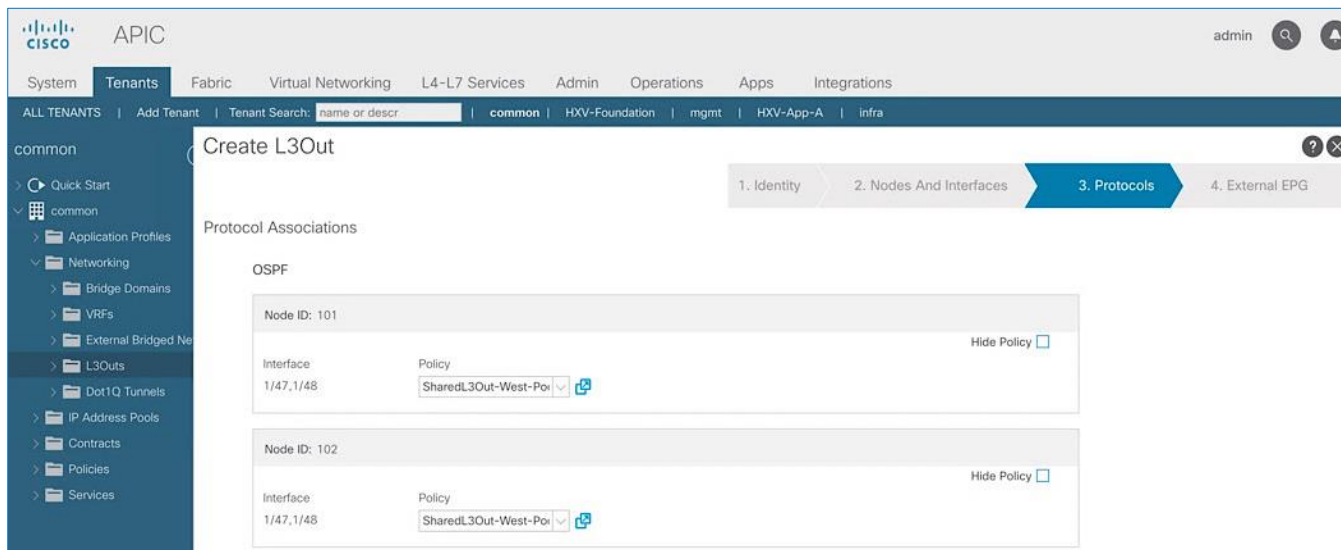 CISCO APIC admin
System Tenants Fabric Virtual Networking L4-L7 Services Admin Operations Apps Integrations
ALL TENANTS | Add Tenant | Tenant Search: name or descr | common | HXV-Foundation | mgmt | HXV-App-A | infra
common
Quick Start
common
Application Profiles
Networking
Bridge Domains
VRFs
External Bridged Ne
L3Outs
Dot1Q Tunnels
IP Address Pools
Contracts
Policies
Services
Create L3Out
1. Identity 2. Nodes And Interfaces 3. Protocols 4. External EPG
Protocol Associations
OSPF
Node ID: 101
Hide Policy
Interface Policy
1/47,1/48 SharedL3Out-West-Po
Node ID: 102
Hide Policy
Interface Policy
1/47,1/48 SharedL3Out-West-Po